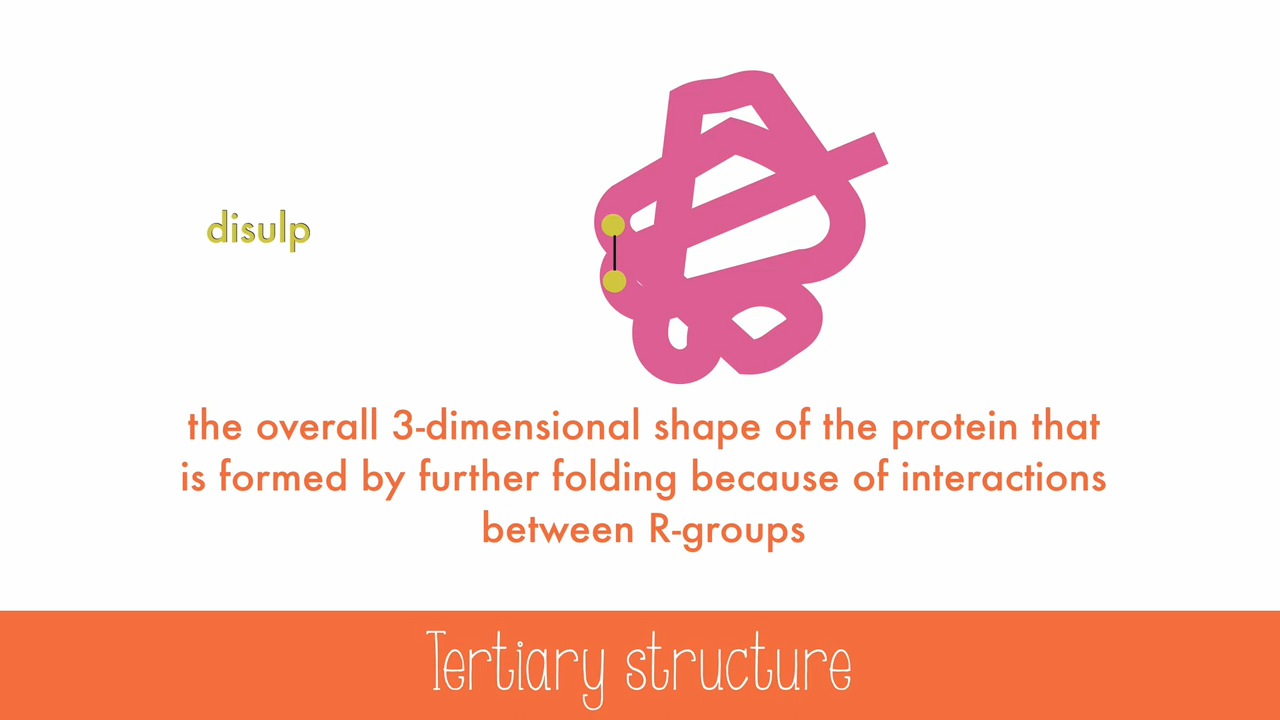 disulp
the overall 3-dimensional shape of the protein that
is formed by further folding because of interactions
between R-groups
Tertiary structure